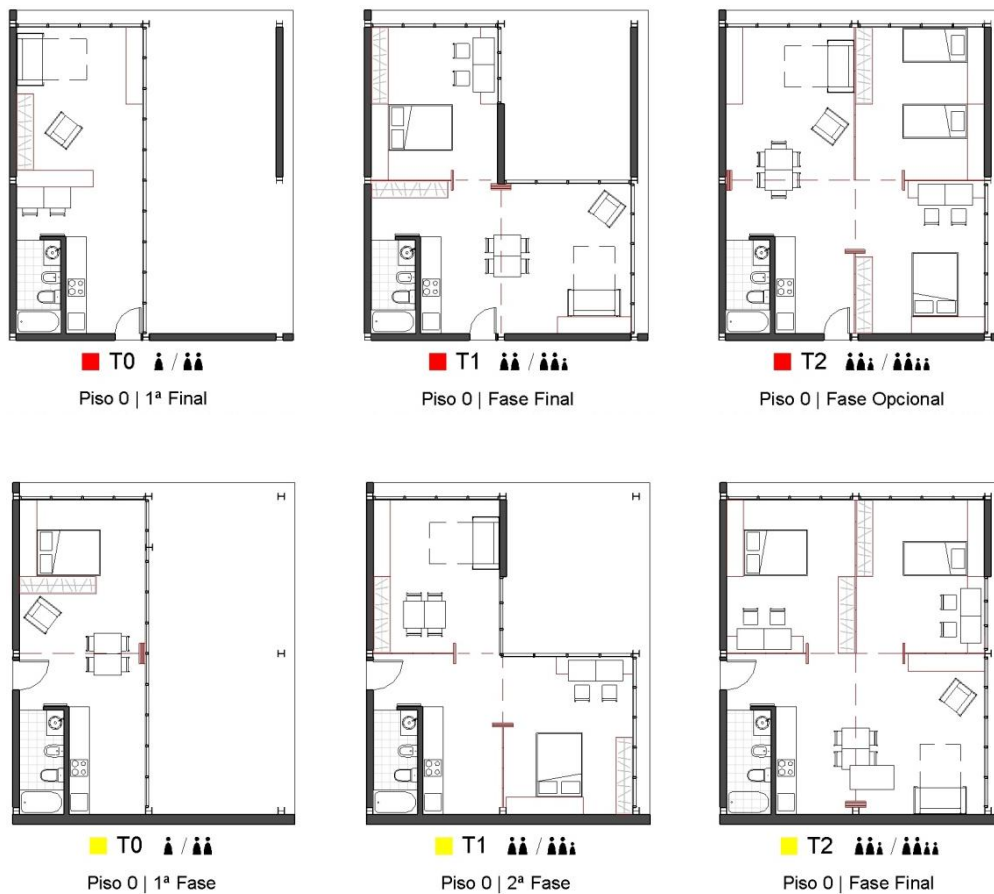 T0 /
Piso 0 | 1ª Final
T1 /
Piso 0 | Fase Final
T2 /
Piso 0 | Fase Opcional
T0 /
Piso 0 | 1ª Fase
T1 /
Piso 0 | 2ª Fase
T2 /
Piso 0 | Fase Final